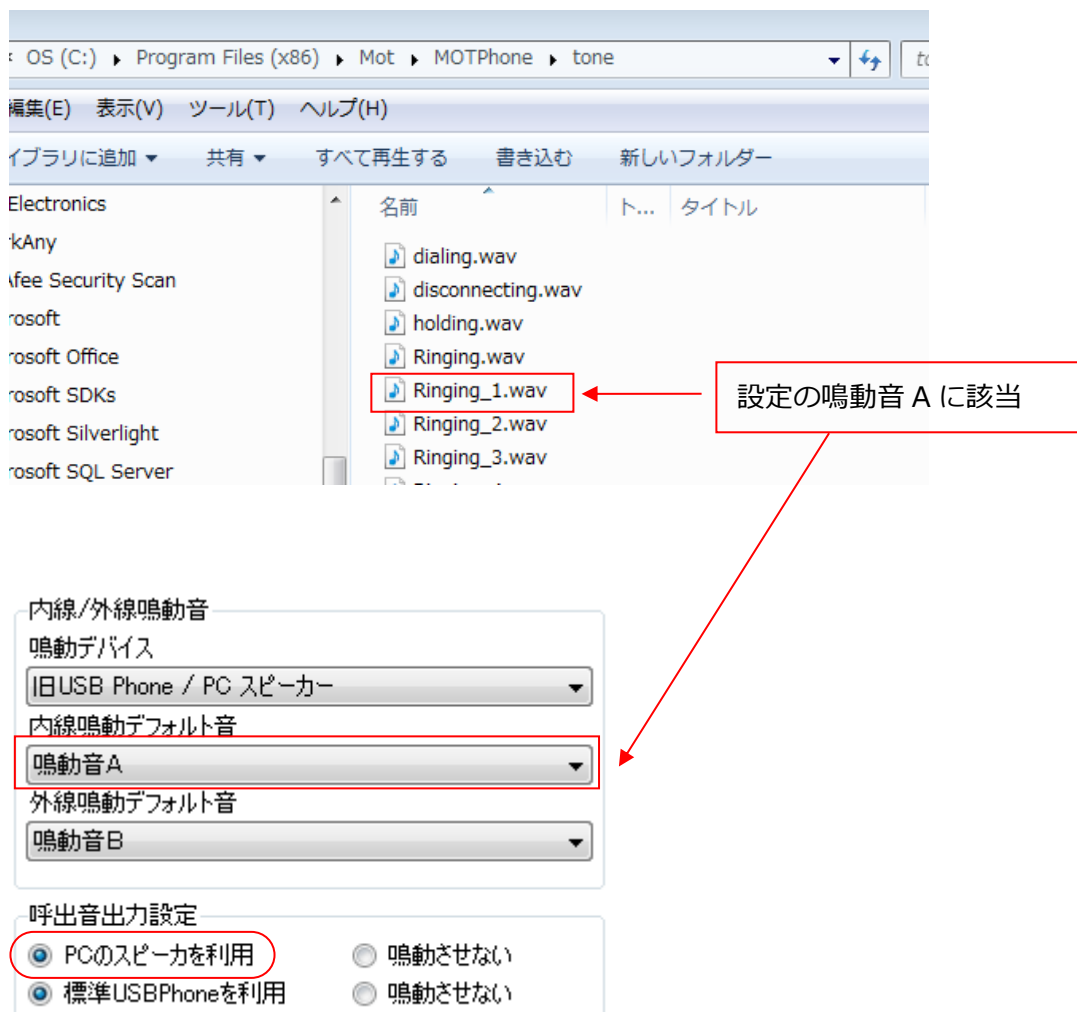 OS (C:) ▸ Program Files (x86) ▸ Mot ▸ MOTPhone ▸ tone
編集(E) 表示(V) ツール(T) ヘルプ(H)
イブラリに追加 ▼ 共有 ▼ すべて再生する 書き込む 新しいフォルダー
Electronics
名前 ト... タイトル
kAny
dialing.wav
Afee Security Scan
disconnecting.wav
rosoft
holding.wav
rosoft Office
Ringing.wav
rosoft SDKs
Ringing_1.wav
設定の鳴動音 A に該当
rosoft Silverlight
Ringing_2.wav
rosoft SQL Server
Ringing_3.wav
内線/外線鳴動音
鳴動デバイス
旧USB Phone / PC スピーカー
内線鳴動デフォルト音
鳴動音A
外線鳴動デフォルト音
鳴動音B
呼出音出力設定
PCのスピーカを利用 鳴動させない
標準USBPhoneを利用 鳴動させない